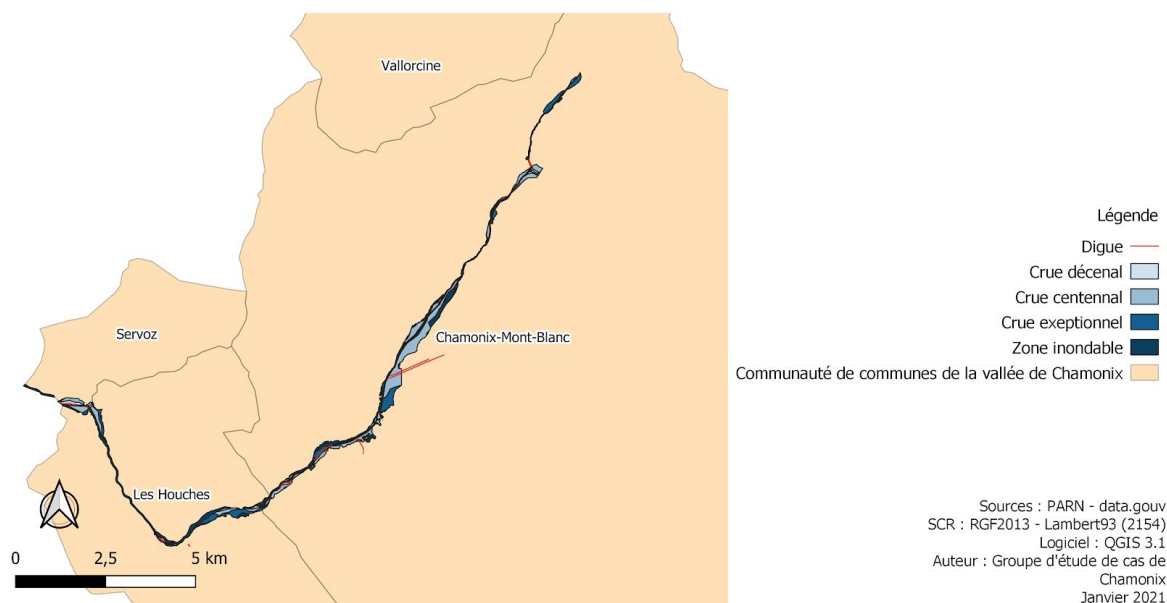 Vallorcine
Servoz
Chamonix-Mont-Blanc
Les Houches
0 2,5 5 km
Légende
Digue
Crue décenal
Crue centennal
Crue exeptionnel
Zone inondable
Communauté de communes de la vallée de Chamonix
Sources : PARN - data.gouv
SCR : RGF2013 - Lambert93 (2154)
Logiciel : QGIS 3.1
Auteur : Groupe d'étude de cas de
Chamonix
Janvier 2021